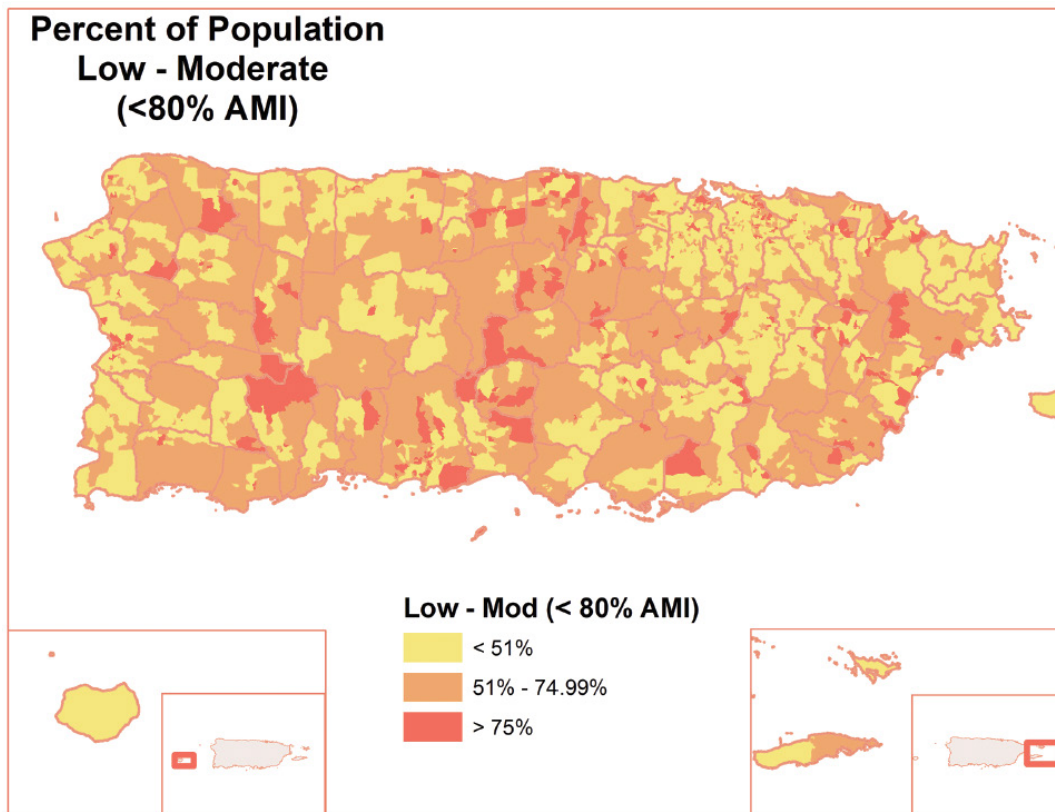 Percent of Population
Low - Moderate
(<80% AMI)
Low - Mod (< 80% AMI)
< 51%
51% - 74.99%
> 75%